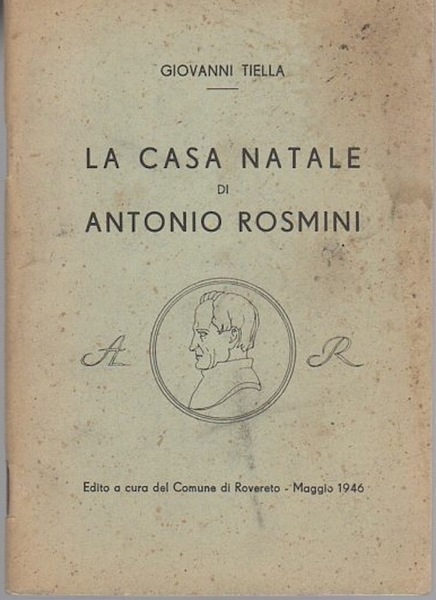 GIOVANNI TIELLA
LA CASA NATALE
DI
ANTONIO ROSMINI
A R
Edito a cura del Comune di Rovereto - Maggio 1946